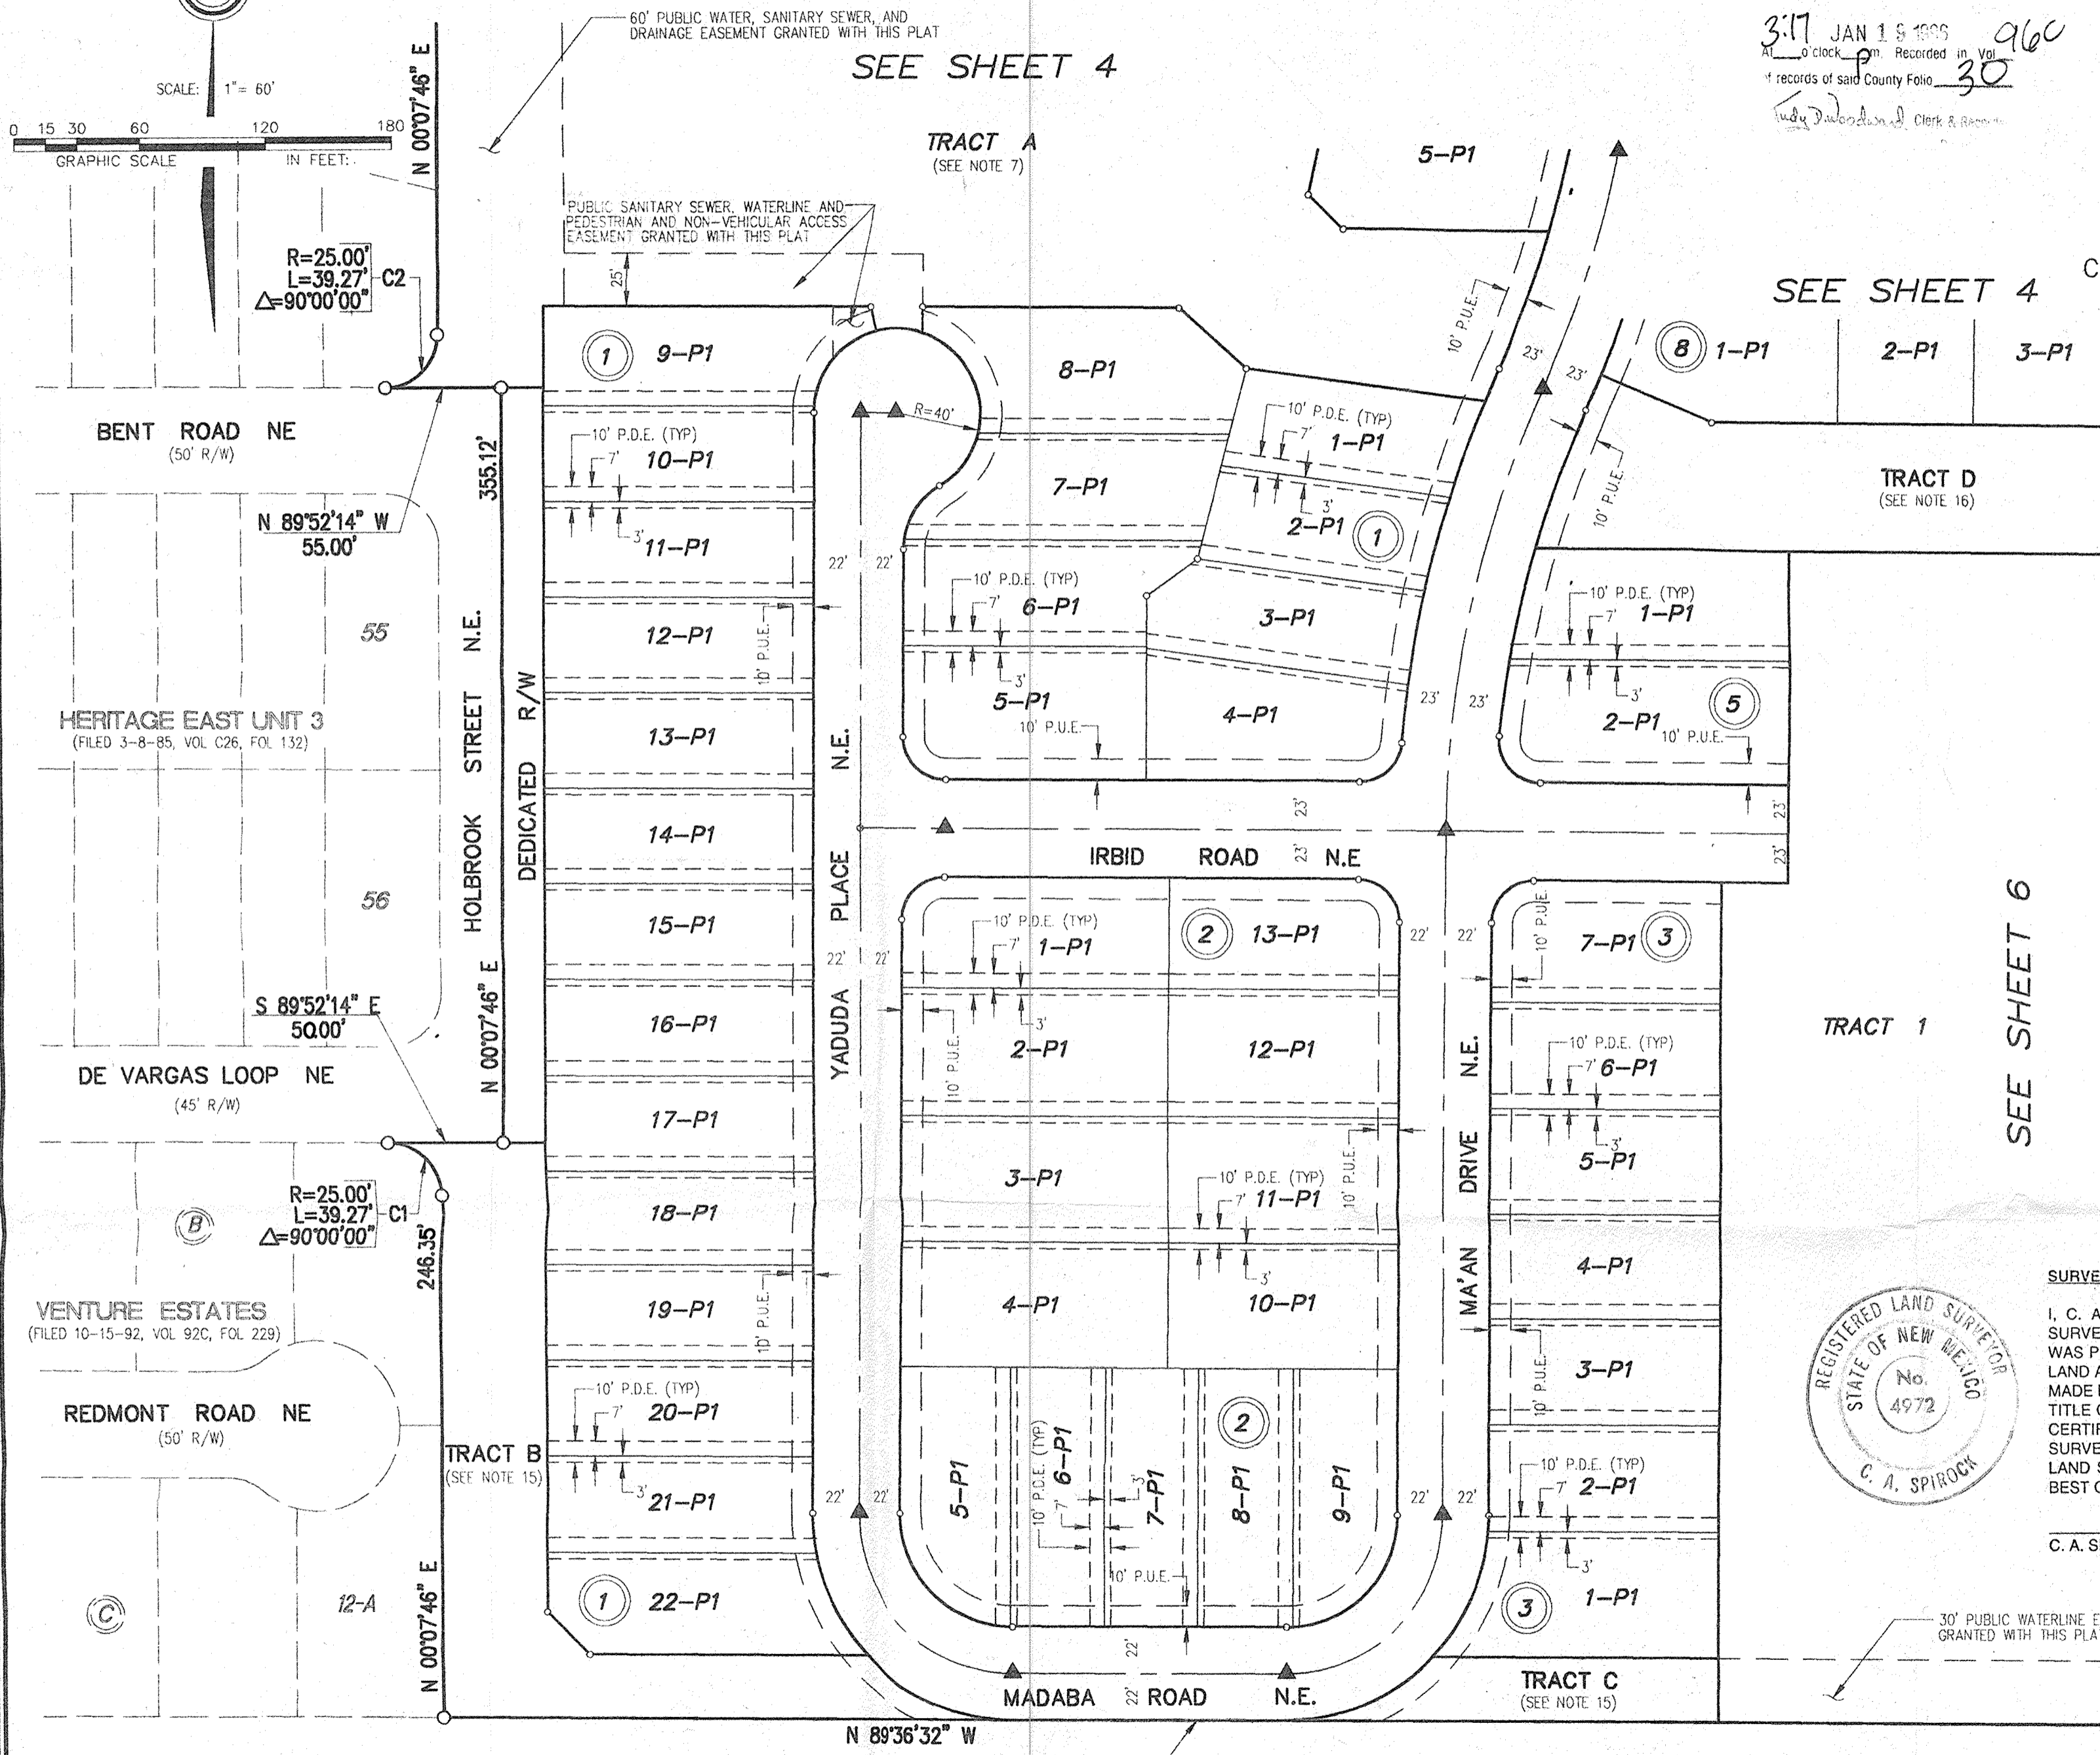 60' PUBLIC WATER, SANITARY SEWER, AND
DRAINAGE EASEMENT GRANTED WITH THIS PLAT
SEE SHEET 4
3:17 JAN 1
At o'clock p m. Recorded in Vol 96C
of records of said County Folio 30
Clerk &
SCALE: 1"= 60'
0 15 30 60 120 180
GRAPHIC SCALE IN FEET:
N 00°07'46" E
TRACT A
(SEE NOTE 7)
5-P1
PUBLIC SANITARY SEWER, WATERLINE AND
PEDESTRIAN AND NON-VEHICULAR ACCESS
EASEMENT GRANTED WITH THIS PLAT
25'
R=25.00'
L=39.27'
Δ=90°00'00"
C2
SEE SHEET 4
C
8 1-P1
2-P1
3-P1
10' P.U.E.
23'
23'
10' P.U.E.
1 9-P1
8-P1
R=40'
BENT ROAD NE
(50' R/W)
355.12'
10' P.D.E. (TYP)
7' 10-P1
3' 11-P1
10' P.D.E. (TYP)
7' 1-P1
3'
2-P1 1
7-P1
TRACT D
(SEE NOTE 16)
N 89°52'14" W
55.00'
22' 22'
10' P.D.E. (TYP)
7' 6-P1
3'
5-P1
10' P.U.E.
3-P1
4-P1
23' 23'
10' P.D.E. (TYP)
7' 1-P1
3'
2-P1 5
10' P.U.E.
55
12-P1
10' P.U.E.
HERITAGE EAST UNIT 3
(FILED 3-8-85, VOL C26, FOL 132)
HOLBROOK STREET N.E.
DEDICATED R/W
13-P1
14-P1
YADUDA PLACE N.E.
23'
23'
23'
23'
IRBID ROAD N.E
56
15-P1
22' 22'
10' P.D.E. (TYP)
7' 1-P1
3'
2 13-P1
22' 22'
10' P.U.E.
7-P1 3
SEE SHEET 6
N 00°07'46" E
S 89°52'14" E
50.00'
16-P1
2-P1
10' P.U.E.
12-P1
TRACT 1
DE VARGAS LOOP NE
(45' R/W)
17-P1
10' P.D.E. (TYP)
7' 6-P1
3'
5-P1
MA'AN DRIVE N.E.
3-P1
10' P.D.E. (TYP)
7' 11-P1
3'
10' P.U.E.
R=25.00'
L=39.27'
Δ=90°00'00"
C1
B
18-P1
246.35'
4-P1
10-P1
4-P1
VENTURE ESTATES
(FILED 10-15-92, VOL 92C, FOL 229)
19-P1
10' P.U.E.
3-P1
10' P.U.E.
REGISTERED LAND SURVEYOR
STATE OF NEW MEXICO
No.
4972
C. A. SPIROCK
SURVE
I, C. A
SURVE
WAS P
LAND A
MADE
TITLE
CERTIF
SURVE
LAND S
BEST
C. A. S
REDMONT ROAD NE
(50' R/W)
TRACT B
(SEE NOTE 15)
10' P.D.E. (TYP)
7' 20-P1
3' 21-P1
22' 22'
5-P1
10' P.D.E. (TYP)
7' 6-P1
3'
7-P1
2
8-P1
9-P1
10' P.U.E.
22' 22'
10' P.D.E. (TYP)
7' 2-P1
3'
3 1-P1
C
12-A
N 00°07'46" E
1 22-P1
30' PUBLIC WATERLINE E
GRANTED WITH THIS PLA
22'
22'
MADABA ROAD N.E.
TRACT C
(SEE NOTE 15)
N 89°36'32" W